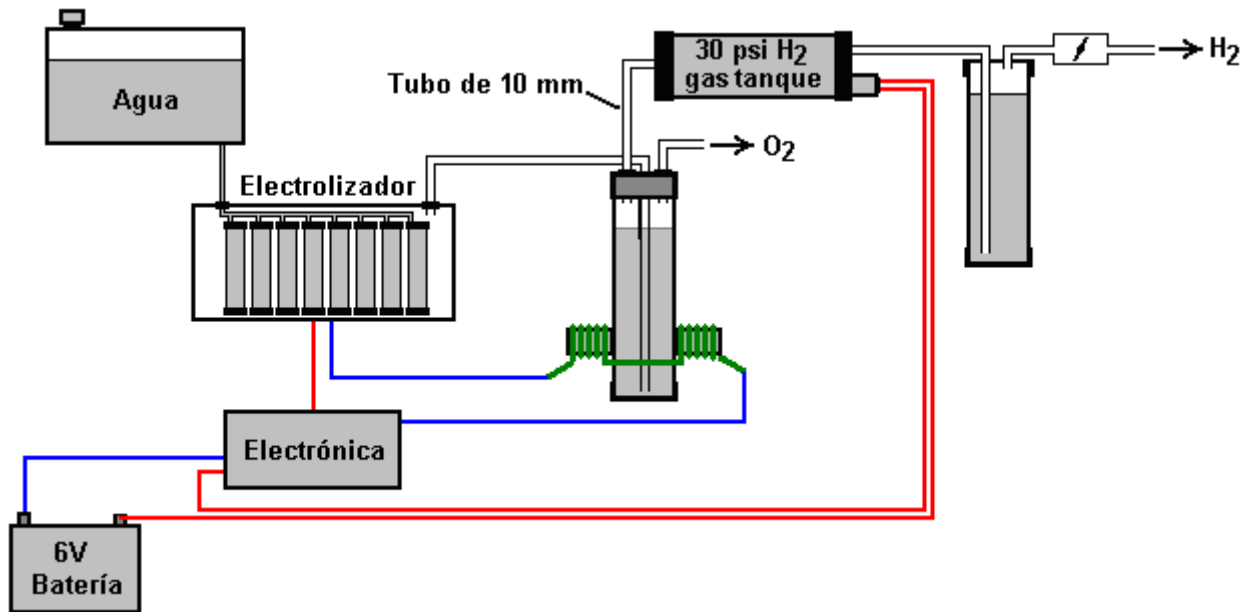 Agua
30 psi H2
gas tanque
H2
Tubo de 10 mm
O2
Electrolizador
Electrónica
6V
Batería